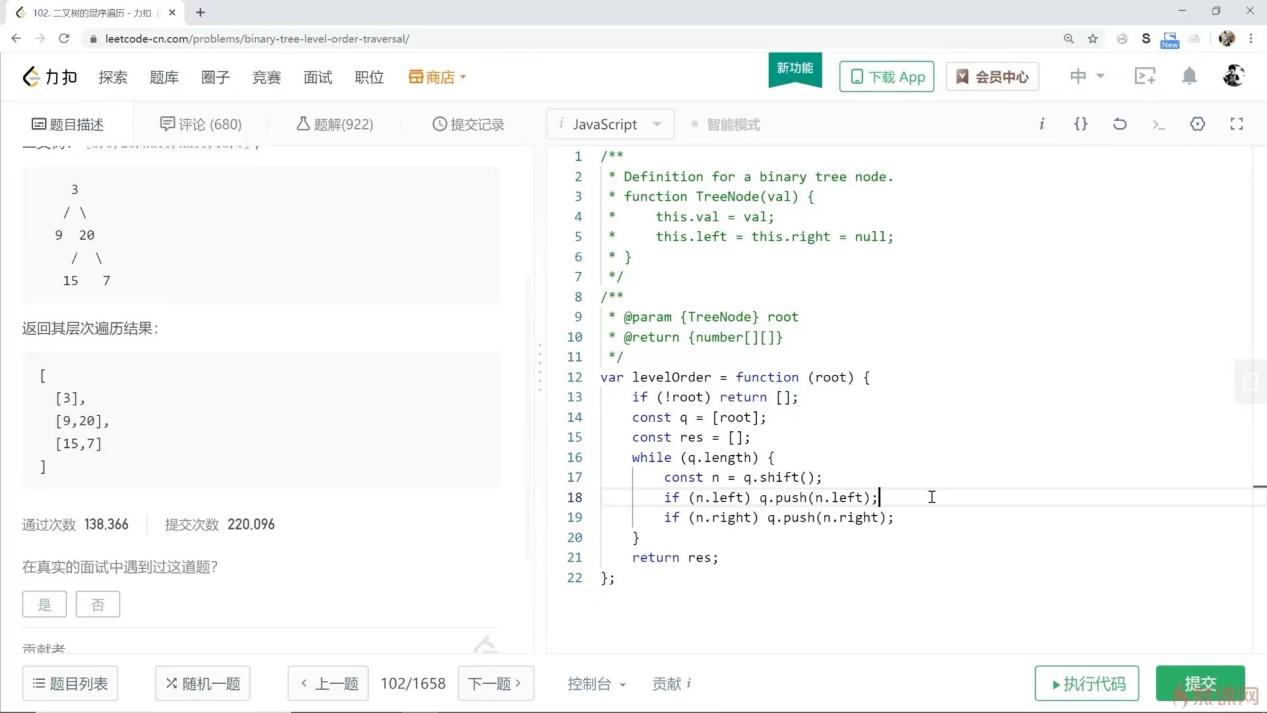 102. 二叉树的层序遍历 - 力扣
leetcode-cn.com/problems/binary-tree-level-order-traversal/
S
New
力扣 探索 题库 圈子 竞赛 面试 职位 商店 新功能 下载 App 会员中心 中
题目描述 评论 (680) 题解(922) 提交记录 i JavaScript 智能模式 i {} >_
3
/ \
9 20
/ \
15 7
返回其层次遍历结果：
[
[3],
[9,20],
[15,7]
]
通过次数 138,366 提交次数 220,096
在真实的面试中遇到过这道题？
是 否
贡献者
1 /**
2 * Definition for a binary tree node.
3 * function TreeNode(val) {
4 *     this.val = val;
5 *     this.left = this.right = null;
6 * }
7 */
8 /**
9 * @param {TreeNode} root
10 * @return {number[][]}
11 */
12 var levelOrder = function (root) {
13     if (!root) return [];
14     const q = [root];
15     const res = [];
16     while (q.length) {
17         const n = q.shift();
18         if (n.left) q.push(n.left);
19         if (n.right) q.push(n.right);
20     }
21     return res;
22 };
题目列表 随机一题 上一题 102/1658 下一题 控制台 贡献 i 执行代码 提交
慕课网